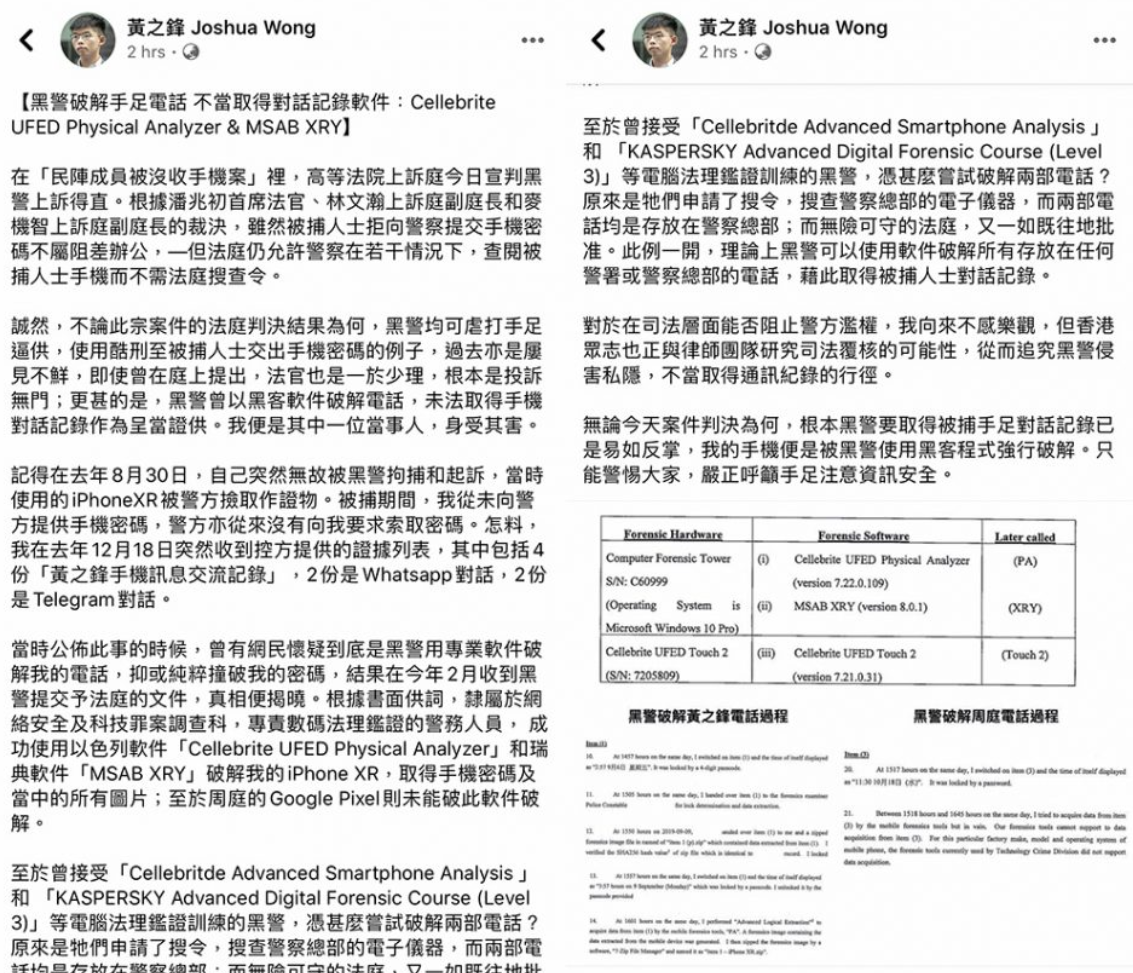 黃之鋒 Joshua Wong
2 hrs
【黑警破解手足電話 不當取得對話記錄軟件：Cellebrite
UFED Physical Analyzer & MSAB XRY】
在「民陣成員被沒收手機案」裡，高等法院上訴庭今日宣判黑
警上訴得直。根據潘兆初首席法官、林文瀚上訴庭副庭長和麥
機智上訴庭副庭長的裁決，雖然被捕人士拒向警察提交手機密
碼不屬阻差辦公，—但法庭仍允許警察在若干情況下，查閱被
捕人士手機而不需法庭搜查令。
誠然，不論此宗案件的法庭判決結果為何，黑警均可虐打手足
逼供，使用酷刑至被捕人士交出手機密碼的例子，過去亦是屢
見不鮮，即使曾在庭上提出，法官也是一於少理，根本是投訴
無門；更甚的是，黑警曾以黑客軟件破解電話，未法取得手機
對話記錄作為呈當證供。我便是其中一位當事人，身受其害。
記得在去年8月30日，自己突然無故被黑警拘捕和起訴，當時
使用的iPhoneXR被警方撿取作證物。被捕期間，我從未向警
方提供手機密碼，警方亦從來沒有向我要求索取密碼。怎料，
我在去年12月18日突然收到控方提供的證據列表，其中包括4
份「黃之鋒手機訊息交流記錄」，2份是Whatsapp對話，2份
是Telegram對話。
當時公佈此事的時候，曾有網民懷疑到底是黑警用專業軟件破
解我的電話，抑或純粹撞破我的密碼，結果在今年2月收到黑
警提交予法庭的文件，真相便揭曉。根據書面供詞，隸屬於網
絡安全及科技罪案調查科，專責數碼法理鑑證的警務人員， 成
功使用以色列軟件「Cellebrite UFED Physical Analyzer」和瑞
典軟件「MSAB XRY」破解我的iPhone XR，取得手機密碼及
當中的所有圖片；至於周庭的Google Pixel則未能破此軟件破
解。
至於曾接受「Cellebritde Advanced Smartphone Analysis 」
和 「KASPERSKY Advanced Digital Forensic Course (Level
3)」等電腦法理鑑證訓練的黑警，憑甚麼嘗試破解兩部電話？
原來是牠們申請了搜令，搜查警察總部的電子儀器，而兩部電
話均是存放在警察總部；而無險可守的法庭，又一如既往地批
黃之鋒 Joshua Wong
2 hrs
至於曾接受「Cellebritde Advanced Smartphone Analysis 」
和 「KASPERSKY Advanced Digital Forensic Course (Level
3)」等電腦法理鑑證訓練的黑警，憑甚麼嘗試破解兩部電話？
原來是牠們申請了搜令，搜查警察總部的電子儀器，而兩部電
話均是存放在警察總部；而無險可守的法庭，又一如既往地批
准。此例一開，理論上黑警可以使用軟件破解所有存放在任何
警署或警察總部的電話，藉此取得被捕人士對話記錄。
對於在司法層面能否阻止警方濫權，我向來不感樂觀，但香港
眾志也正與律師團隊研究司法覆核的可能性，從而追究黑警侵
害私隱，不當取得通訊紀錄的行徑。
無論今天案件判決為何，根本黑警要取得被捕手足對話記錄已
是易如反掌，我的手機便是被黑警使用黑客程式強行破解。只
能警惕大家，嚴正呼籲手足注意資訊安全。
Forensic Hardware Forensic Software Later called
Computer Forensic Tower (i) Cellebrite UFED Physical Analyzer (PA)
S/N: C60999 (version 7.22.0.109)
(Operating System is (ii) MSAB XRY (version 8.0.1) (XRY)
Microsoft Windows 10 Pro)
Cellebrite UFED Touch 2 (iii) Cellebrite UFED Touch 2 (Touch 2)
(S/N: 7205809) (version 7.21.0.31)
黑警破解黃之鋒電話過程
Item (1)
10. At 1457 hours on the same day, I switched on item (1) and the time of itself displayed
as "2:57 9月6日 星期五". It was locked by a 4-digit passcode.
11. At 1505 hours on the same day, I handed over item (1) to the forensics examiner
Police Constable for lock determination and data extraction.
12. At 1550 hours on 2019-09-09, handed over item (1) to me and a zipped
forensics image file in named of "item 1 (p).zip" which contained data extracted from item (1) I
verified the SHA256 hash value of zip file which is identical to record. I locked
13. At 1557 hours on the same day, I switched on item (1) and the time of itself displayed
as "3:57 hours on 9 September (Monday)" which was locked by a passcode. I unlocked it by the
passcode provided
14. At 1601 hours on the same day, I performed "Advanced Logical Extraction" to
acquire data from item (1) by the mobile forensics tools, "PA". A forensics image containing the
data extracted from the mobile device was generated. I then zipped the forensics image by a
software, "7-Zip File Manager" and named it as "item 1 – iPhone XR.zip".
黑警破解周庭電話過程
Item (3)
20. At 1517 hours on the same day, I switched on item (3) and the time of itself displayed
as "11:30 10月18日 It was locked by a password.
21. Between 1518 hours and 1645 hours on the same day, I tried to acquire data from item
(3) by the mobile forensics tools but in vain. Our forensics tools cannot support to data
acquisition from item (3). For this particular factory make, model and operating system of
mobile phone, the forensic tools currently used by Technology Crime Division did not support
data acquisition.